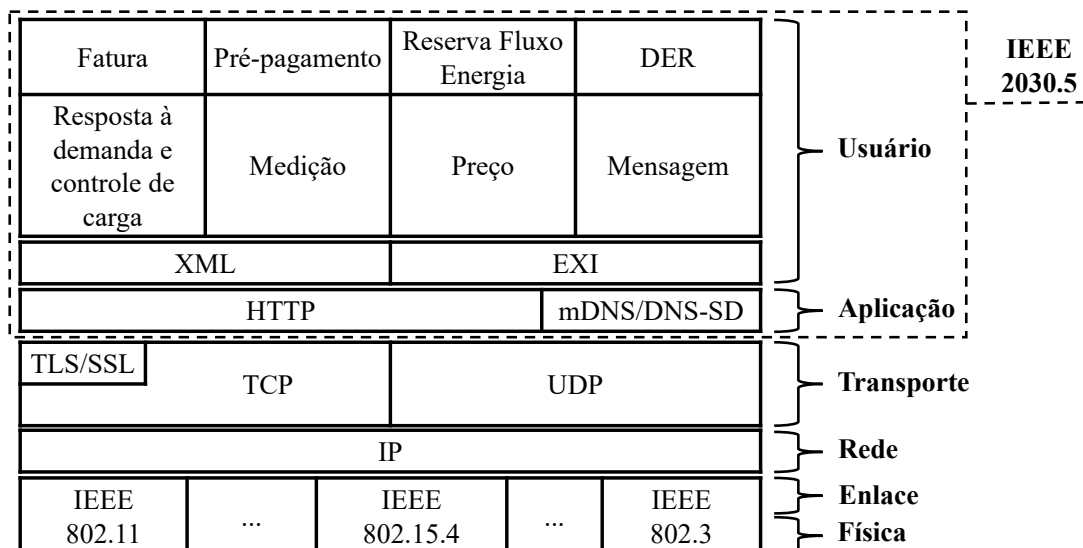 Fatura
Pré-pagamento
Reserva Fluxo
Energia
DER
IEEE
2030.5
Resposta à
demanda e
controle de
carga
Medição
Preço
Mensagem
Usuário
XML
EXI
HTTP
mDNS/DNS-SD
Aplicação
TLS/SSL
TCP
UDP
Transporte
IP
Rede
IEEE
802.11
...
IEEE
802.15.4
...
IEEE
802.3
Enlace
Física